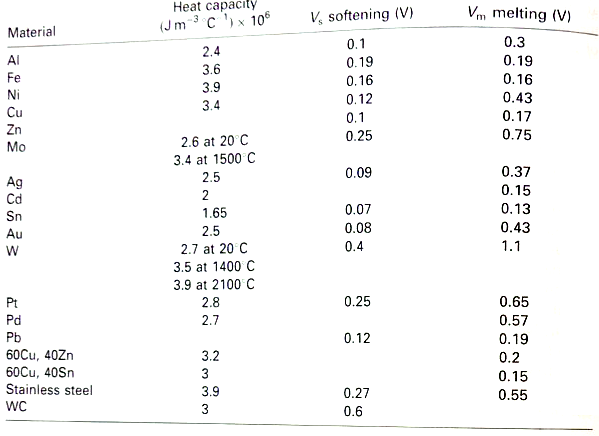 Material Heat capacity (J m⁻³ °C⁻¹) × 10⁶ Vs softening (V) Vm melting (V)
Al 2.4 0.1 0.3
Fe 3.6 0.19 0.19
Ni 3.9 0.16 0.16
Cu 3.4 0.12 0.43
Zn 0.1 0.17
Mo 2.6 at 20°C 0.25 0.75
3.4 at 1500°C
Ag 2.5 0.09 0.37
Cd 2 0.15
Sn 1.65 0.07 0.13
Au 2.5 0.08 0.43
W 2.7 at 20°C 0.4 1.1
3.5 at 1400°C
3.9 at 2100°C
Pt 2.8 0.25 0.65
Pd 2.7 0.57
Pb 0.12 0.19
60Cu, 40Zn 3.2 0.2
60Cu, 40Sn 3 0.15
Stainless steel 3.9 0.27 0.55
WC 3 0.6